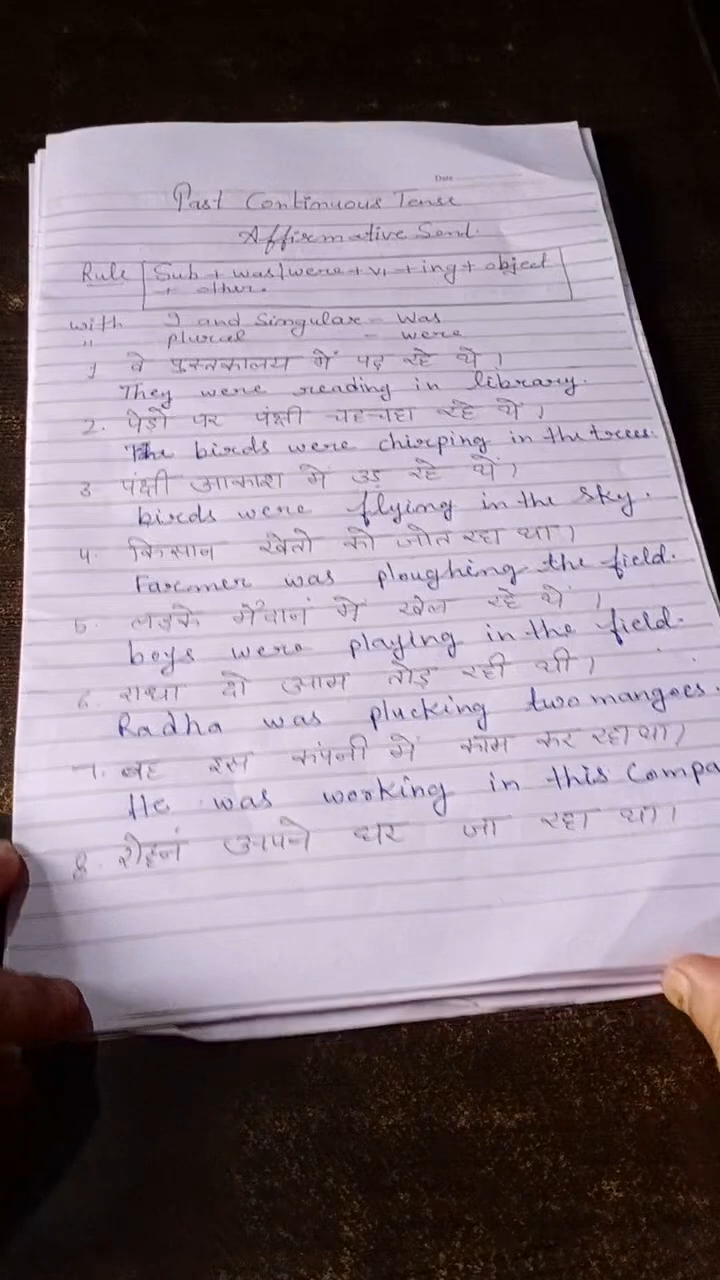 Date
Past Continuous Tense
Affirmative Send.
Rule Sub + was/were + v1 + ing + object
+ other.
with I and Singular - Was
" plural - were
1 वे पुस्तकालय में पढ़ रहे थे।
They were reading in library.
2. पेड़ो पर पंक्षी चहचहा रहे थे।
The birds were chirping in the trees.
3 पंक्षी आकाश में उड़ रहे थे।
birds were flying in the sky.
4. किसान खेतो को जोत रहा था।
Farmer was ploughing the field.
5. लड़के मैदानं में खेल रहे थे।
boys were playing in the field.
6. राधा दो आम तोड़ रही थी।
Radha was plucking two mangoes.
7. वह इस कंपनी में काम कर रहा था।
He was working in this Compa
8. रोहनं अपने घर जा रहा था।